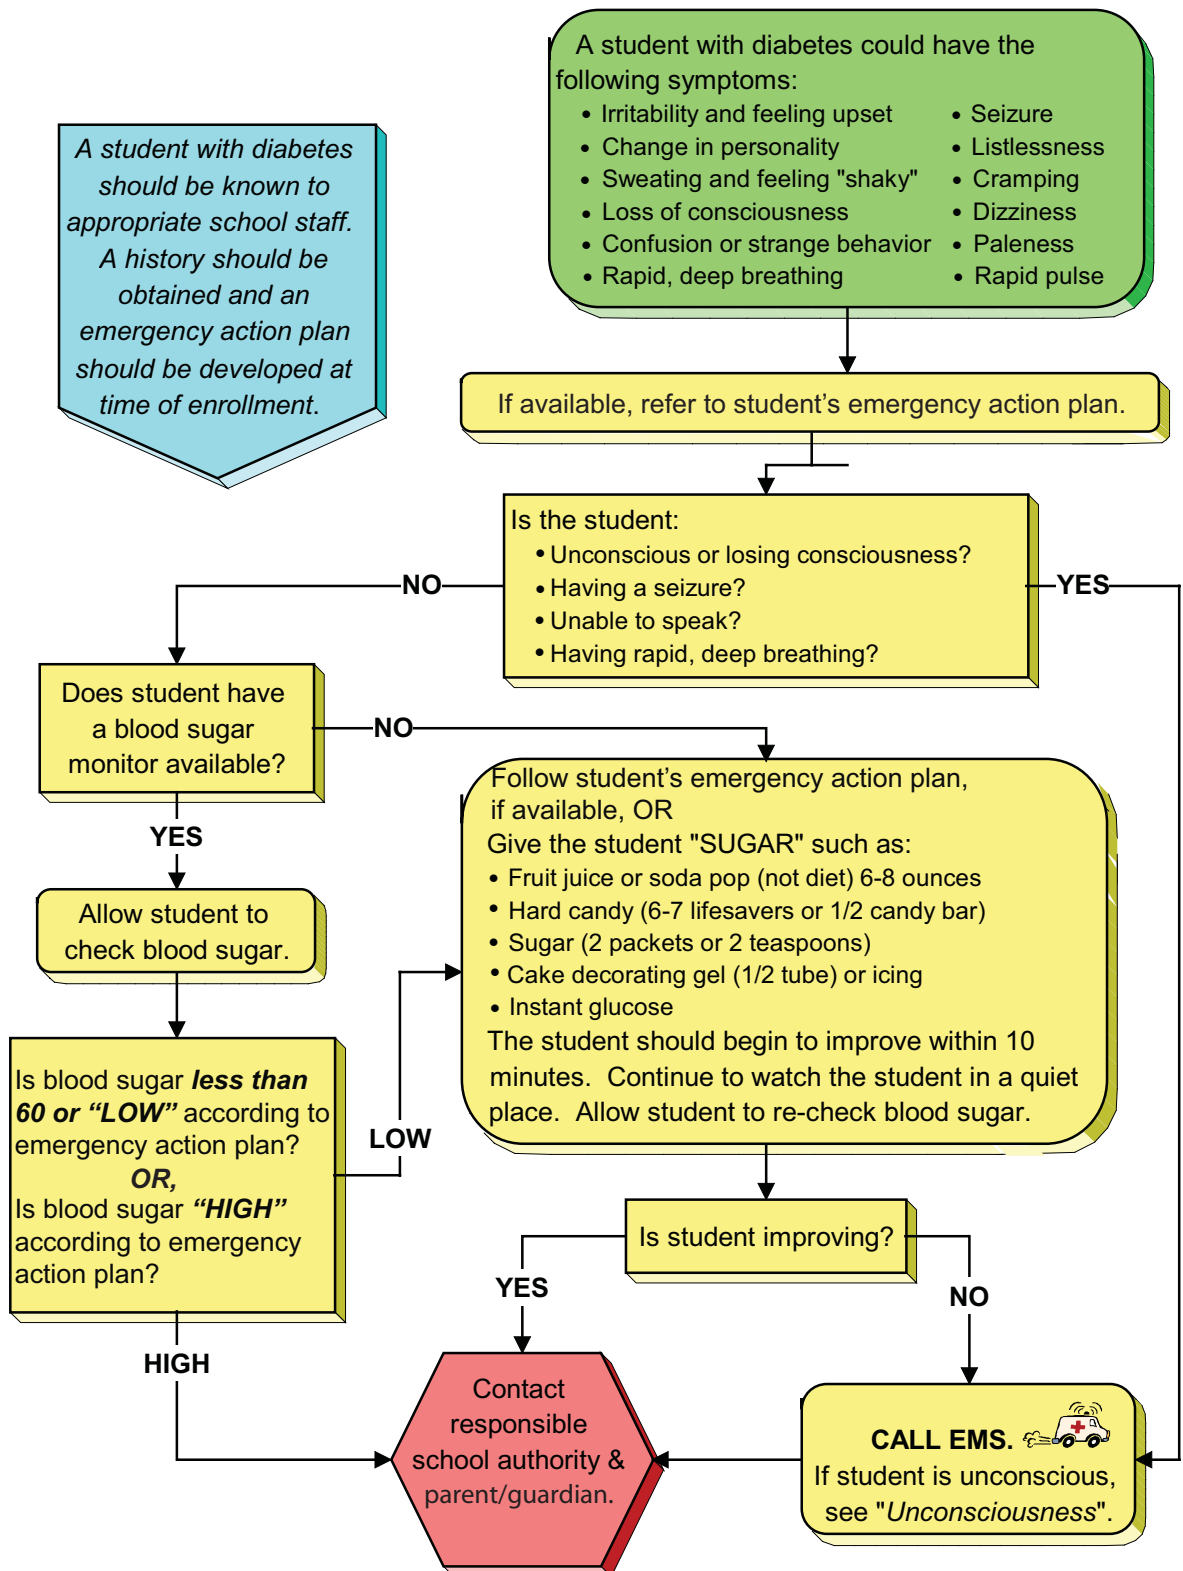 A student with diabetes could have the
following symptoms:
• Irritability and feeling upset
• Change in personality
• Sweating and feeling "shaky"
• Loss of consciousness
• Confusion or strange behavior
• Rapid, deep breathing
• Seizure
• Listlessness
• Cramping
• Dizziness
• Paleness
• Rapid pulse
A student with diabetes
should be known to
appropriate school staff.
A history should be
obtained and an
emergency action plan
should be developed at
time of enrollment.
If available, refer to student’s emergency action plan.
Is the student:
• Unconscious or losing consciousness?
• Having a seizure?
• Unable to speak?
• Having rapid, deep breathing?
NO
YES
Does student have
a blood sugar
monitor available?
NO
YES
Allow student to
check blood sugar.
Follow student’s emergency action plan,
if available, OR
Give the student "SUGAR" such as:
• Fruit juice or soda pop (not diet) 6-8 ounces
• Hard candy (6-7 lifesavers or 1/2 candy bar)
• Sugar (2 packets or 2 teaspoons)
• Cake decorating gel (1/2 tube) or icing
• Instant glucose
The student should begin to improve within 10
minutes. Continue to watch the student in a quiet
place. Allow student to re-check blood sugar.
Is blood sugar less than
60 or “LOW” according to
emergency action plan?
OR,
Is blood sugar “HIGH”
according to emergency
action plan?
LOW
HIGH
Is student improving?
YES
NO
Contact
responsible
school authority &
parent/guardian.
CALL EMS.
If student is unconscious,
see "Unconsciousness".